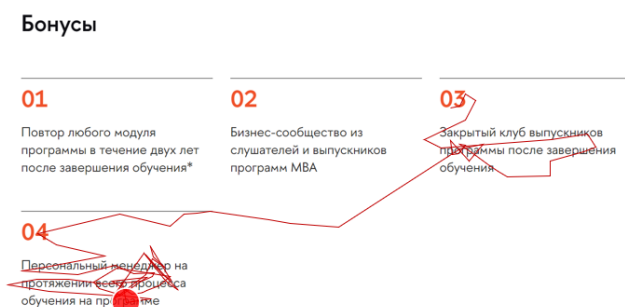 Бонусы
01
Повтор любого модуля
программы в течение двух лет
после завершения обучения*
02
Бизнес-сообщество из
слушателей и выпускников
программ MBA
03
Закрытый клуб выпускников
программы после завершения
обучения
04
Персональный менеджер на
протяжении всего процесса
обучения на программе